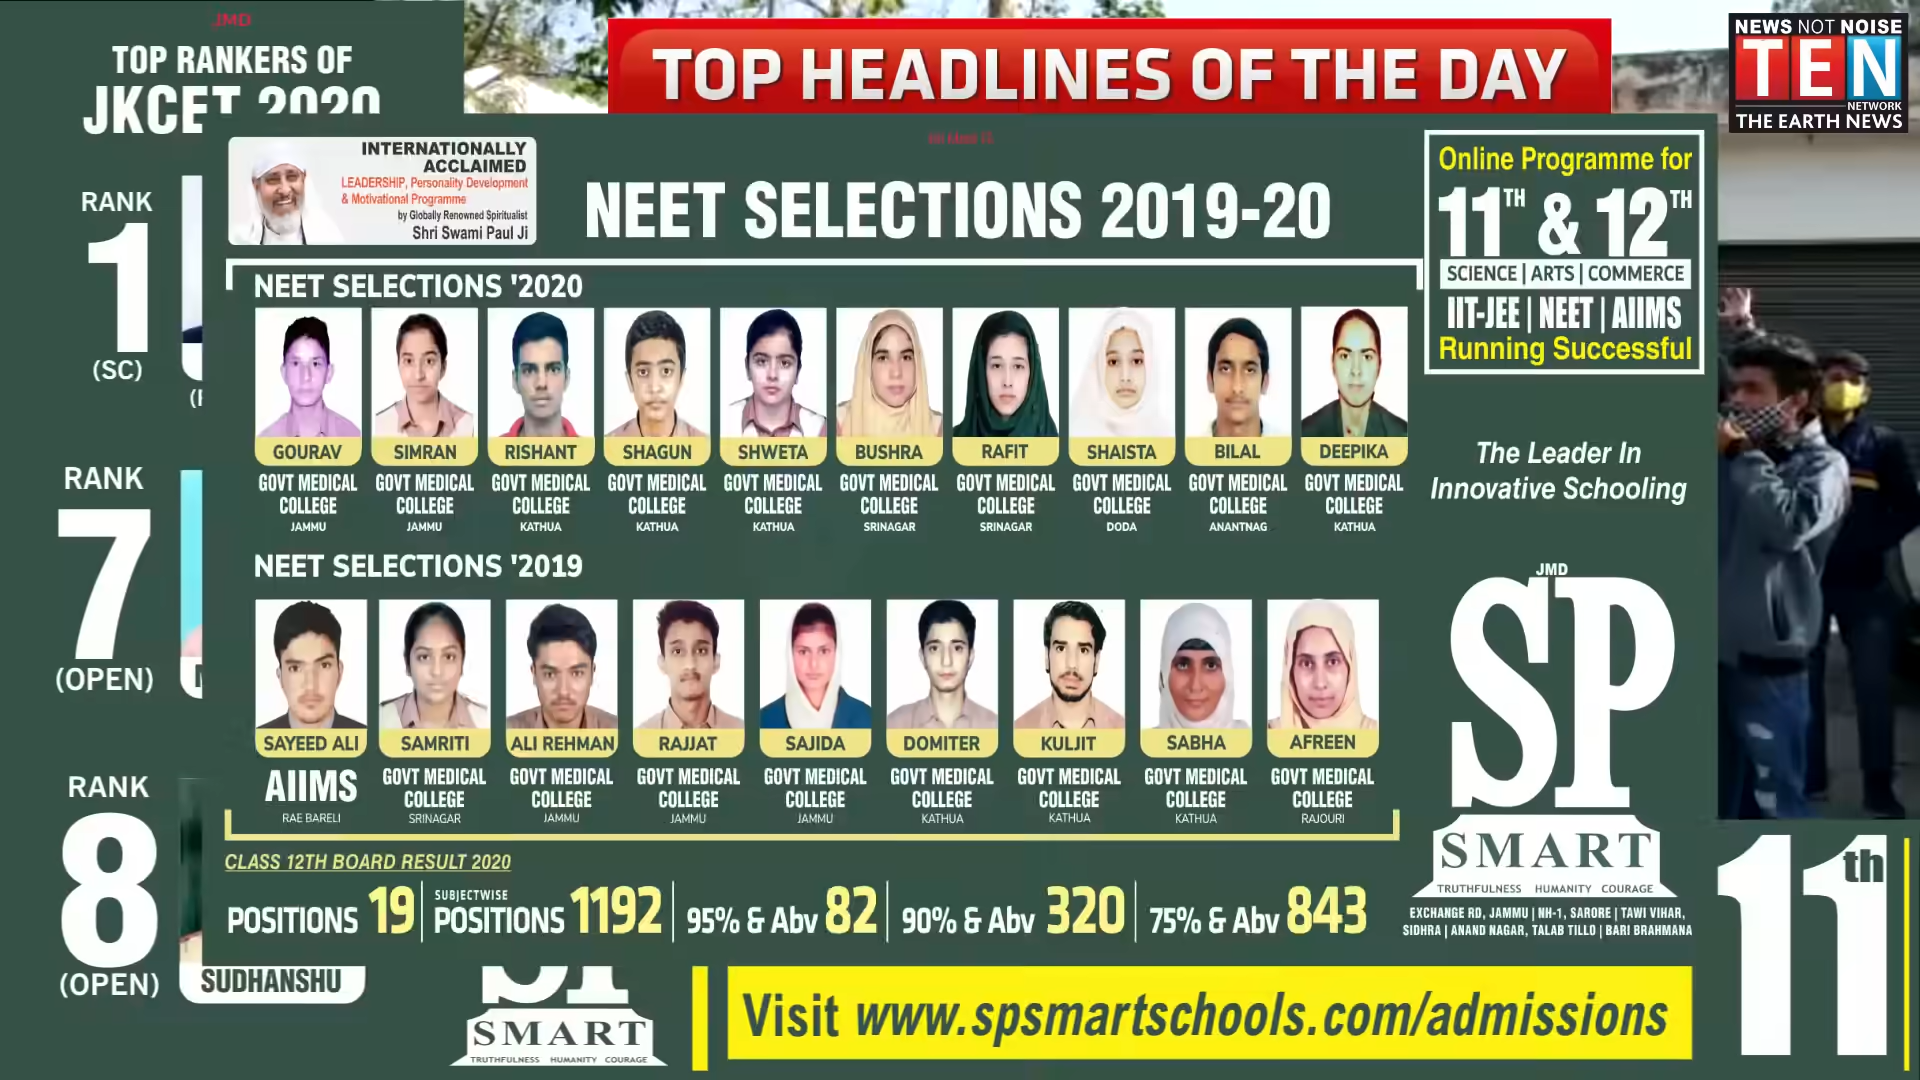 JMD
TOP RANKERS OF
JKCET 2020
RANK
1
(SC)
RANK
7
(OPEN)
RANK
8
(OPEN)
SUDHANSHU
TOP HEADLINES OF THE DAY
NEWS NOT NOISE
TEN
NETWORK
THE EARTH NEWS
INTERNATIONALLY
ACCLAIMED
LEADERSHIP, Personality Development
& Motivational Programme
by Globally Renowned Spiritualist
Shri Swami Paul Ji
NEET SELECTIONS 2019-20
Online Programme for
11TH & 12TH
SCIENCE | ARTS | COMMERCE
IIT-JEE | NEET | AIIMS
Running Successful
NEET SELECTIONS '2020
GOURAV SIMRAN RISHANT SHAGUN SHWETA BUSHRA RAFIT SHAISTA BILAL DEEPIKA
GOVT MEDICAL GOVT MEDICAL GOVT MEDICAL GOVT MEDICAL GOVT MEDICAL GOVT MEDICAL GOVT MEDICAL GOVT MEDICAL GOVT MEDICAL GOVT MEDICAL
COLLEGE COLLEGE COLLEGE COLLEGE COLLEGE COLLEGE COLLEGE COLLEGE COLLEGE COLLEGE
JAMMU JAMMU KATHUA KATHUA KATHUA SRINAGAR SRINAGAR DODA ANANTNAG KATHUA
The Leader In
Innovative Schooling
NEET SELECTIONS '2019
SAYEED ALI SAMRITI ALI REHMAN RAJJAT SAJIDA DOMITER KULJIT SABHA AFREEN
AIIMS GOVT MEDICAL GOVT MEDICAL GOVT MEDICAL GOVT MEDICAL GOVT MEDICAL GOVT MEDICAL GOVT MEDICAL GOVT MEDICAL
COLLEGE COLLEGE COLLEGE COLLEGE COLLEGE COLLEGE COLLEGE COLLEGE
RAE BARELI SRINAGAR JAMMU JAMMU JAMMU KATHUA KATHUA KATHUA RAJOURI
CLASS 12TH BOARD RESULT 2020
POSITIONS 19 | SUBJECTWISE POSITIONS 1192 | 95% & Abv 82 | 90% & Abv 320 | 75% & Abv 843
JMD
SP
SMART
TRUTHFULNESS HUMANITY COURAGE
EXCHANGE RD, JAMMU | NH-1, SARORE | TAWI VIHAR,
SIDHRA | ANAND NAGAR, TALAB TILLO | BARI BRAHMANA
SP
SMART
TRUTHFULNESS HUMANITY COURAGE
Visit www.spsmartschools.com/admissions
11th